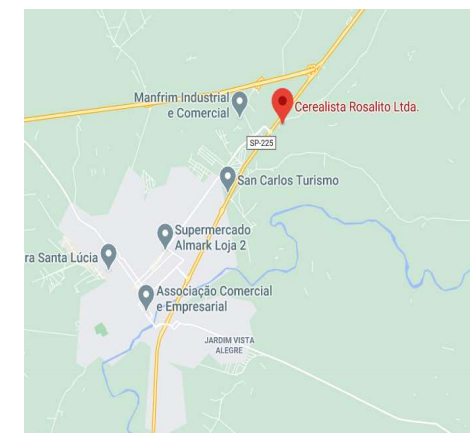 Manfrim Industrial
e Comercial
Cerealista Rosalito Ltda.
SP-225
San Carlos Turismo
Supermercado
Almark Loja 2
ra Santa Lúcia
Associação Comercial
e Empresarial
JARDIM VISTA
ALEGRE